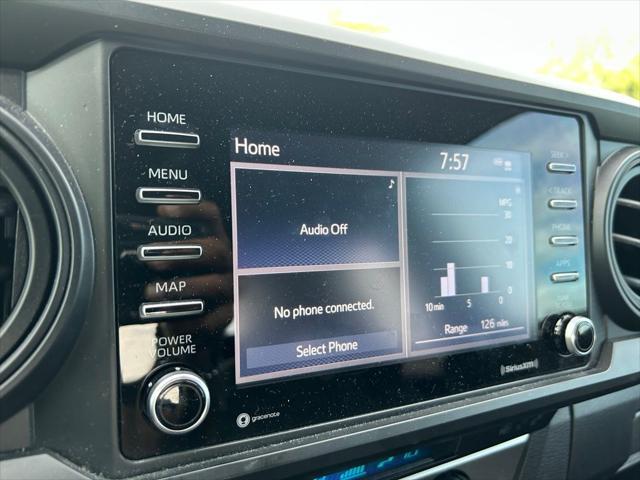 HOME
MENU
AUDIO
MAP
POWER
VOLUME
Home
7:57
Audio Off
No phone connected.
Select Phone
MPG
30
20
10
0
10 min 5 0
Range 126 miles
SEEK >
< TRACK
PHONE
APPS
gracenote
SiriusXM